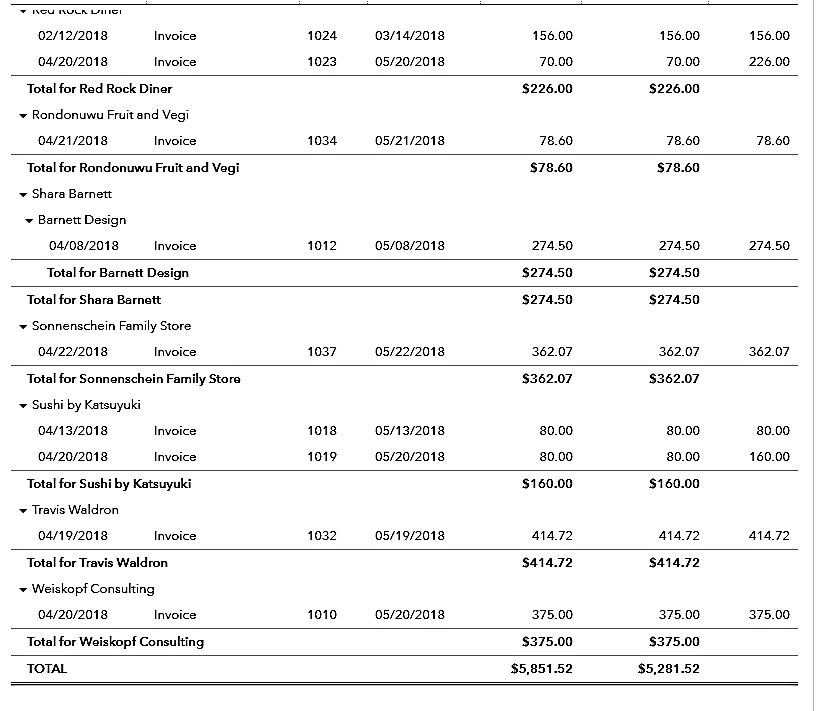 Red Rock Diner
02/12/2018 Invoice 1024 03/14/2018 156.00 156.00 156.00
04/20/2018 Invoice 1023 05/20/2018 70.00 70.00 226.00
Total for Red Rock Diner $226.00 $226.00
Rondonuwu Fruit and Vegi
04/21/2018 Invoice 1034 05/21/2018 78.60 78.60 78.60
Total for Rondonuwu Fruit and Vegi $78.60 $78.60
Shara Barnett
Barnett Design
04/08/2018 Invoice 1012 05/08/2018 274.50 274.50 274.50
Total for Barnett Design $274.50 $274.50
Total for Shara Barnett $274.50 $274.50
Sonnenschein Family Store
04/22/2018 Invoice 1037 05/22/2018 362.07 362.07 362.07
Total for Sonnenschein Family Store $362.07 $362.07
Sushi by Katsuyuki
04/13/2018 Invoice 1018 05/13/2018 80.00 80.00 80.00
04/20/2018 Invoice 1019 05/20/2018 80.00 80.00 160.00
Total for Sushi by Katsuyuki $160.00 $160.00
Travis Waldron
04/19/2018 Invoice 1032 05/19/2018 414.72 414.72 414.72
Total for Travis Waldron $414.72 $414.72
Weiskopf Consulting
04/20/2018 Invoice 1010 05/20/2018 375.00 375.00 375.00
Total for Weiskopf Consulting $375.00 $375.00
TOTAL $5,851.52 $5,281.52